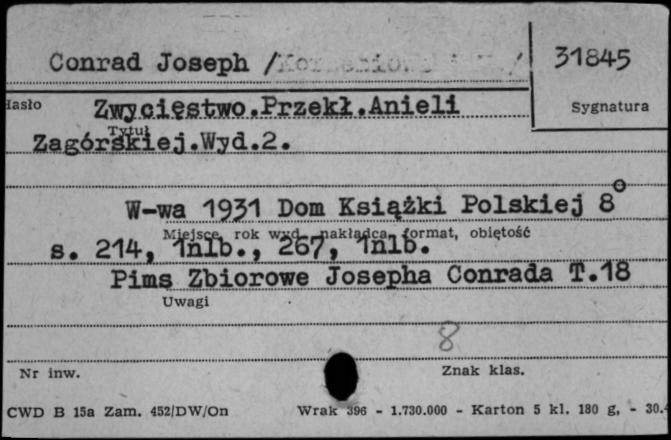 Conrad Joseph /
31845
Hasło Zwycięstwo.Przekł.Anieli
Sygnatura
Tytuł
Zagórskiej.Wyd.2.
W-wa 1931 Dom Książki Polskiej 8°
Miejsce, rok wyd., nakładca, format, objętość
s. 214, 1nlb., 267, 1nlb.
Pims Zbiorowe Josepha Conrada T.18
Uwagi
8
Nr inw.
Znak klas.
CWD B 15a Zam. 452/DW/On Wrak 396 - 1.730.000 - Karton 5 kl. 180 g, - 30.4